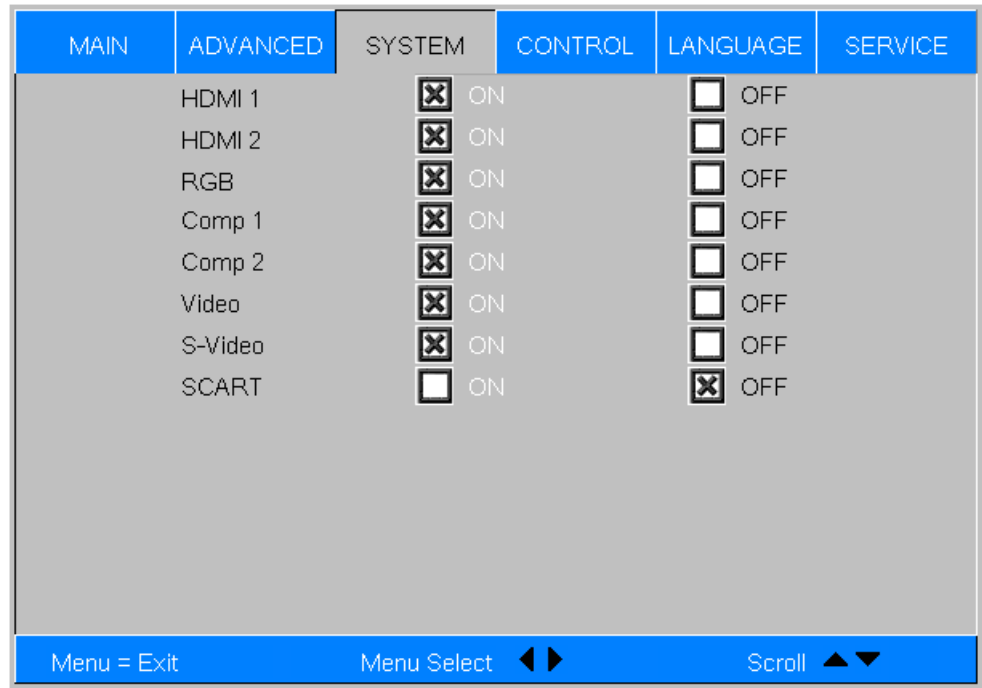 MAIN ADVANCED SYSTEM CONTROL LANGUAGE SERVICE
HDMI 1 ON OFF
HDMI 2 ON OFF
RGB ON OFF
Comp 1 ON OFF
Comp 2 ON OFF
Video ON OFF
S-Video ON OFF
SCART ON OFF
Menu = Exit Menu Select Scroll